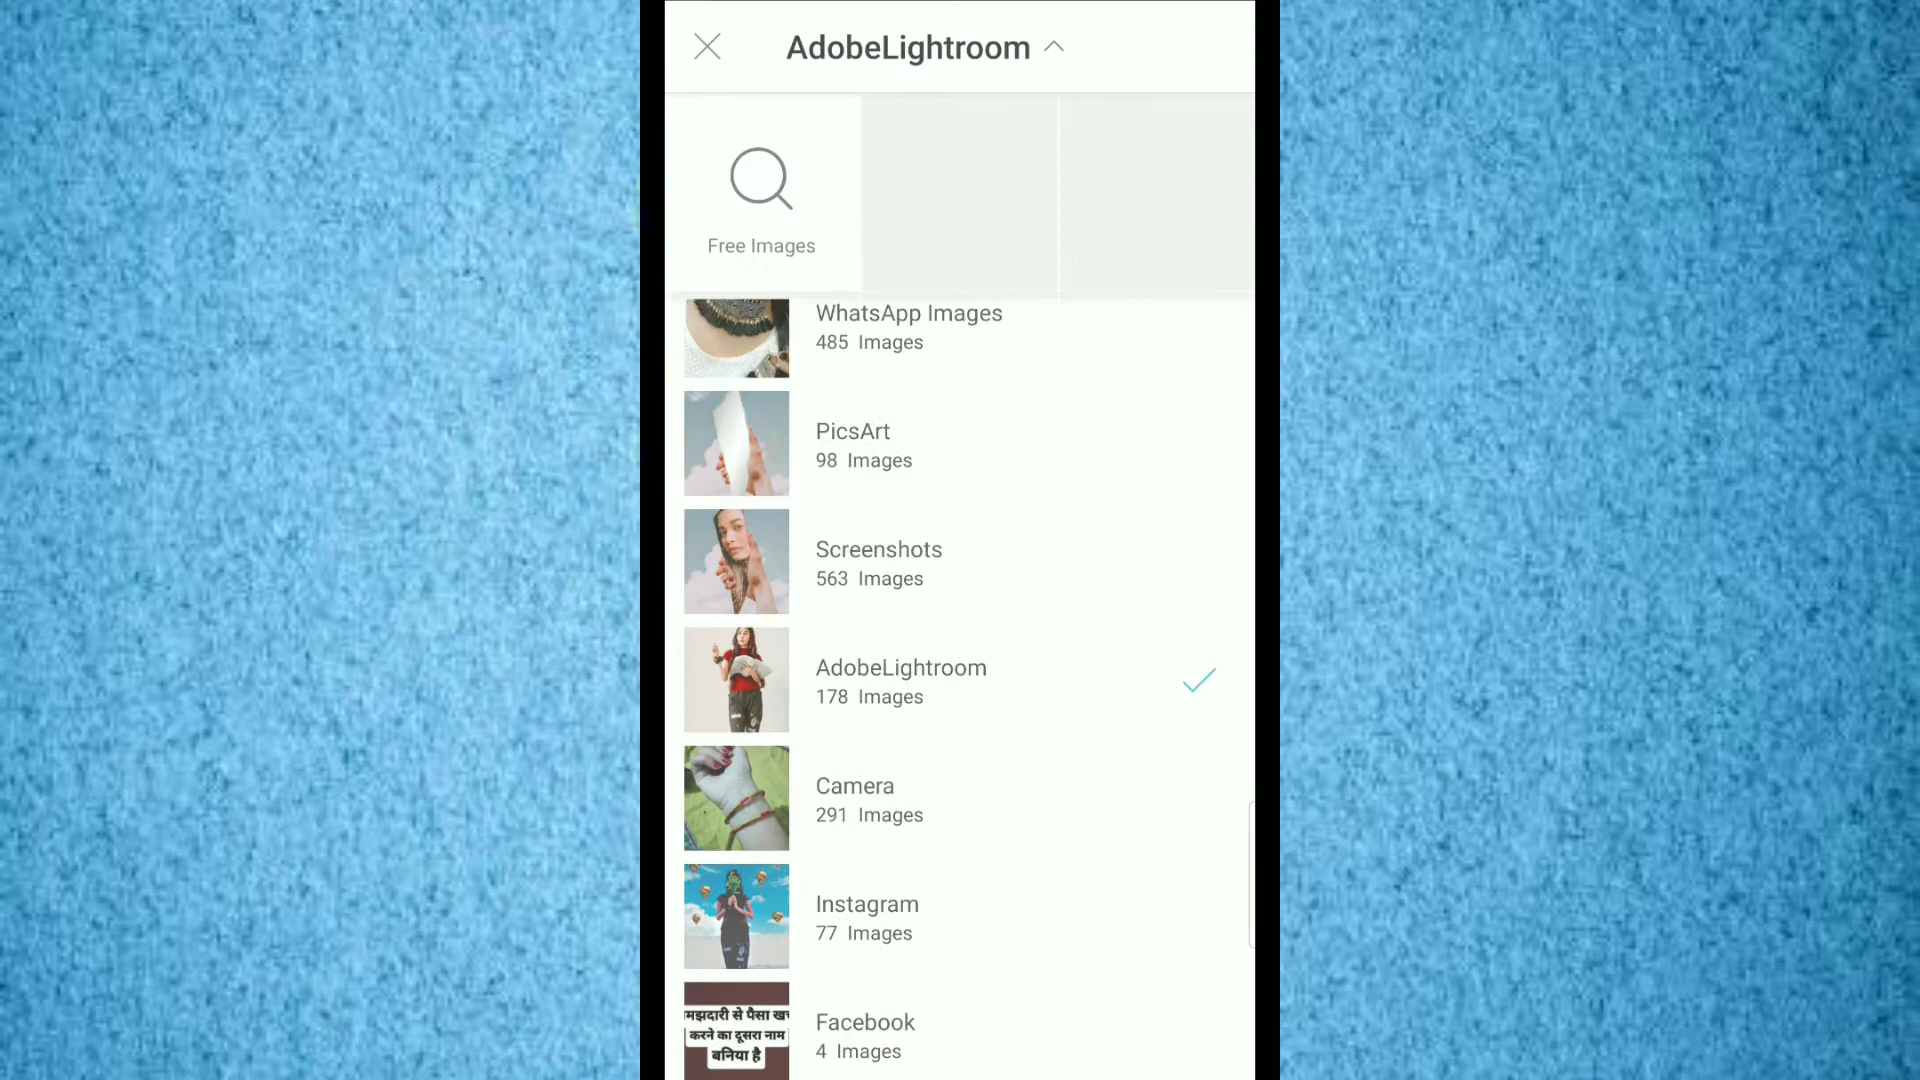 AdobeLightroom
Free Images
WhatsApp Images
485 Images
PicsArt
98 Images
Screenshots
563 Images
AdobeLightroom
178 Images
Camera
291 Images
Instagram
77 Images
Facebook
4 Images
से पैसा
करने का दूसरा नाम
बनिया है